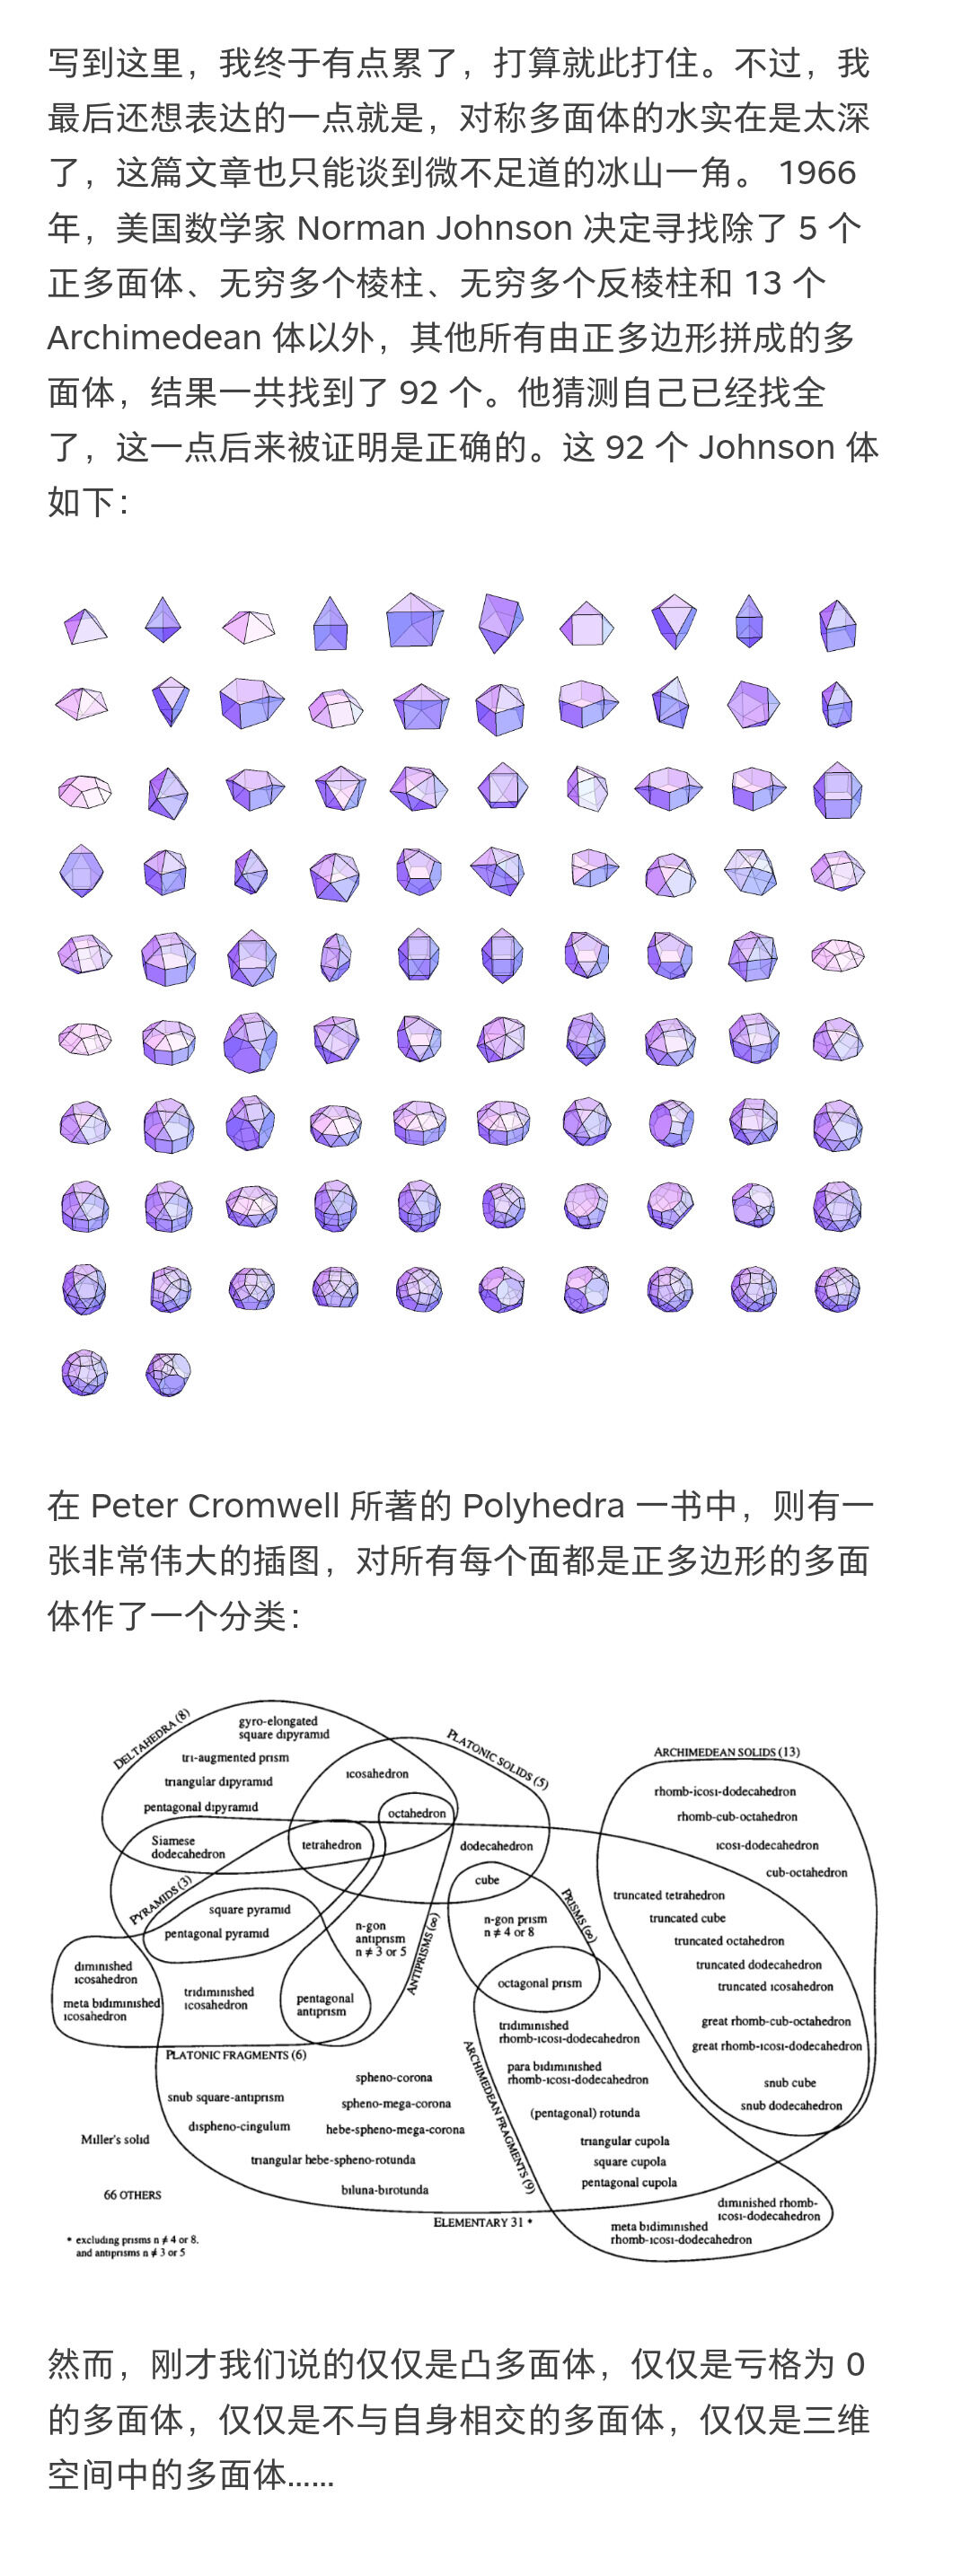 写到这里，我终于有点累了，打算就此打住。不过，我
最后还想表达的一点就是，对称多面体的水实在是太深
了，这篇文章也只能谈到微不足道的冰山一角。 1966
年，美国数学家 Norman Johnson 决定寻找除了 5 个
正多面体、无穷多个棱柱、无穷多个反棱柱和 13 个
Archimedean 体以外，其他所有由正多边形拼成的多
面体，结果一共找到了 92 个。他猜测自己已经找全
了，这一点后来被证明是正确的。这 92 个 Johnson 体
如下：
在 Peter Cromwell 所著的 Polyhedra 一书中，则有一
张非常伟大的插图，对所有每个面都是正多边形的多面
体作了一个分类：
DELTAHEDRA (8)
gyro-elongated
square dipyramid
tri-augmented prism
triangular dipyramid
pentagonal dipyramid
Siamese
dodecahedron
icosahedron
octahedron
tetrahedron
PLATONIC SOLIDS (5)
dodecahedron
cube
PYRAMIDS (3)
square pyramid
pentagonal pyramid
n-gon
antiprism
n ≠ 3 or 5
ANTIPRISMS (∞)
n-gon prism
n ≠ 4 or 8
PRISMS (∞)
octagonal prism
diminished
icosahedron
meta bidiminished
icosahedron
tridiminished
icosahedron
pentagonal
antiprism
PLATONIC FRAGMENTS (6)
ARCHIMEDEAN SOLIDS (13)
rhomb-icosi-dodecahedron
rhomb-cub-octahedron
icosi-dodecahedron
cub-octahedron
truncated tetrahedron
truncated cube
truncated octahedron
truncated dodecahedron
truncated icosahedron
great rhomb-cub-octahedron
great rhomb-icosi-dodecahedron
snub cube
snub dodecahedron
ARCHIMEDEAN FRAGMENTS (9)
tridiminished
rhomb-icosi-dodecahedron
para bidiminished
rhomb-icosi-dodecahedron
(pentagonal) rotunda
triangular cupola
square cupola
pentagonal cupola
diminished rhomb-
icosi-dodecahedron
meta bidiminished
rhomb-icosi-dodecahedron
spheno-corona
snub square-antiprism
spheno-mega-corona
dispheno-cingulum
hebe-spheno-mega-corona
Miller's solid
triangular hebe-spheno-rotunda
biluna-birotunda
66 OTHERS
ELEMENTARY 31 *
* excluding prisms n ≠ 4 or 8,
and antiprisms n ≠ 3 or 5
然而，刚才我们说的仅仅是凸多面体，仅仅是亏格为 0
的多面体，仅仅是不与自身相交的多面体，仅仅是三维
空间中的多面体……